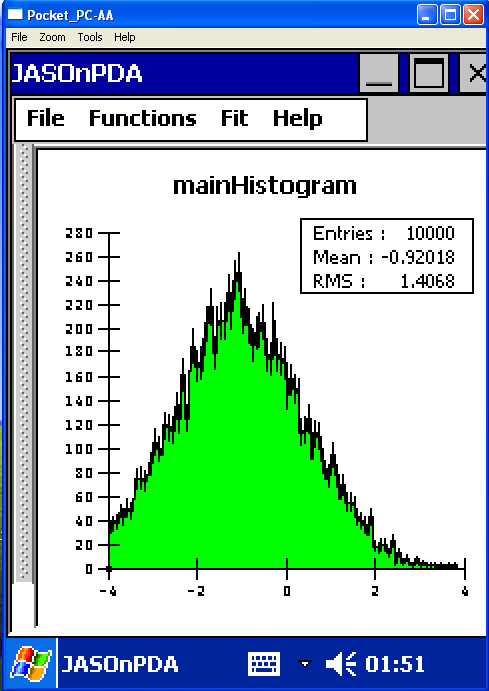 Pocket_PC-AA
File Zoom Tools Help
JASOnPDA
File Functions Fit Help
mainHistogram
Entries : 10000
Mean : -0.92018
RMS : 1.4068
280
260
240
220
200
180
160
140
120
100
80
60
40
20
0
-4 -2 0 2 4
JASOnPDA 01:51